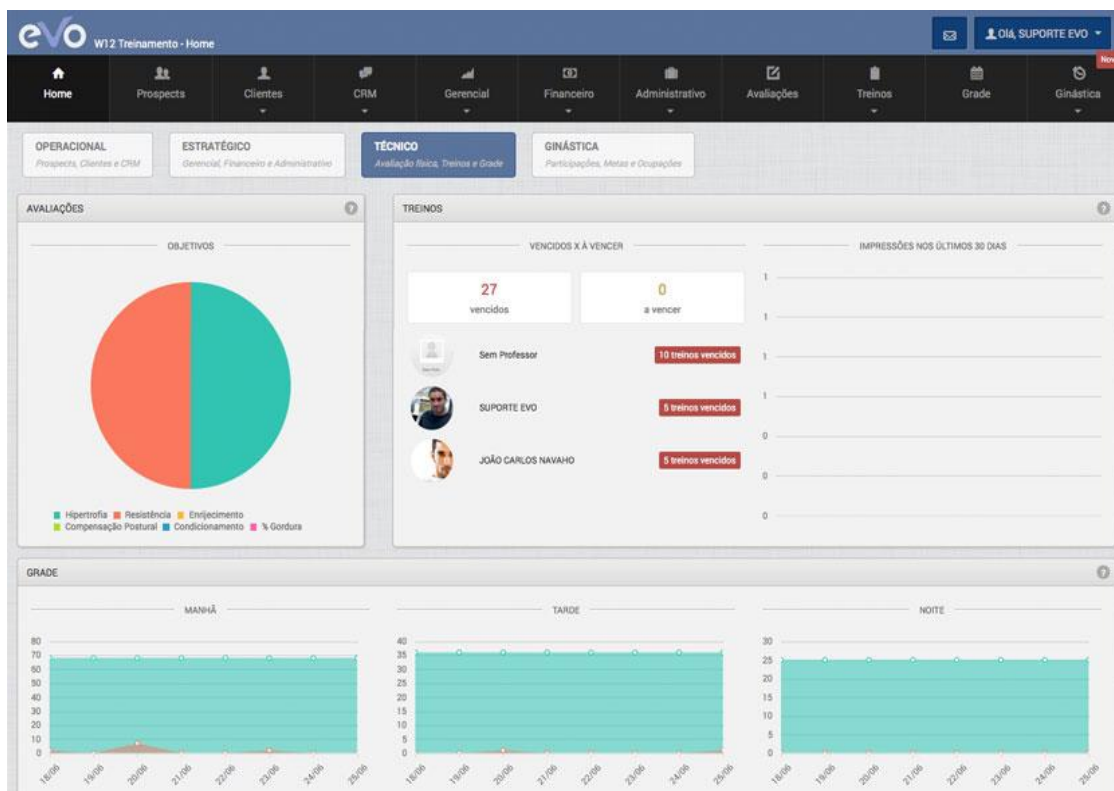 evo W12 Treinamento - Home
Olá, SUPORTE EVO
Home Prospects Clientes CRM Gerencial Financeiro Administrativo Avaliações Treinos Grade Ginástica
Nov
OPERACIONAL
Prospects, Clientes e CRM
ESTRATÉGICO
Gerencial, Financeiro e Administrativo
TÉCNICO
Avaliação física, Treinos e Grade
GINÁSTICA
Participações, Metas e Ocupações
AVALIAÇÕES
OBJETIVOS
Hipertrofia Resistência Enrijecimento
Compensação Postural Condicionamento % Gordura
TREINOS
VENCIDOS X À VENCER
27
vencidos
0
a vencer
Sem Professor 10 treinos vencidos
SUPORTE EVO 5 treinos vencidos
JOÃO CARLOS NAVAHO 5 treinos vencidos
IMPRESSÕES NOS ÚLTIMOS 30 DIAS
1
1
1
1
0
0
0
GRADE
MANHÃ
80
70
60
50
40
30
20
10
0
18/06 19/06 20/06 21/06 22/06 23/06 24/06 25/06
TARDE
40
35
30
25
20
15
10
5
0
18/06 19/06 20/06 21/06 22/06 23/06 24/06 25/06
NOITE
30
25
20
15
10
5
0
18/06 19/06 20/06 21/06 22/06 23/06 24/06 25/06